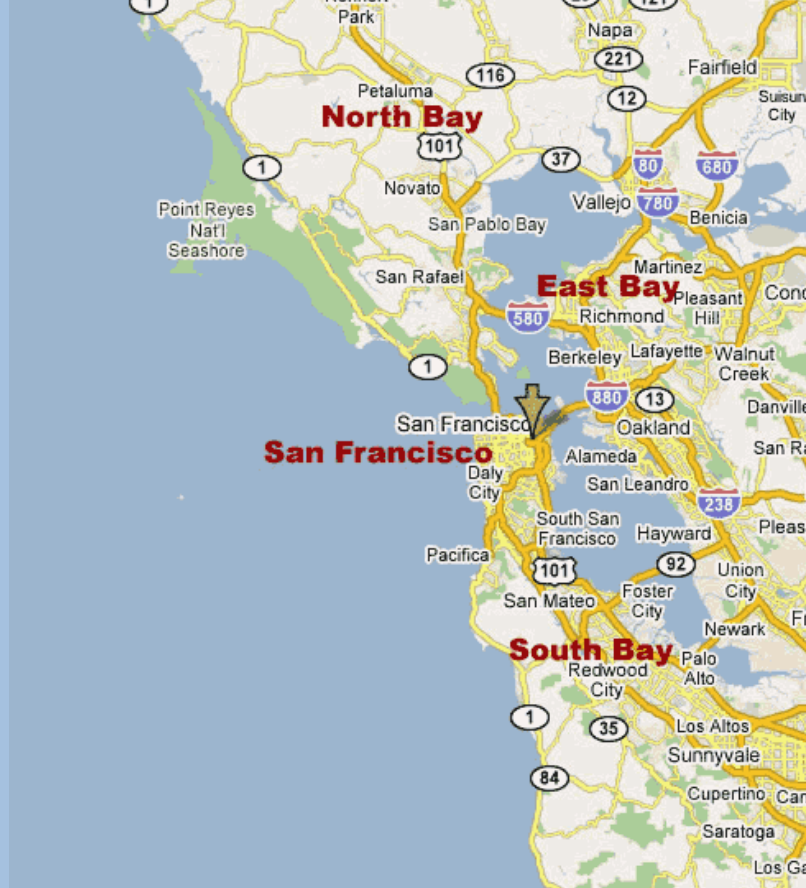 1
Park
121
Napa
221
Fairfield
116
Petaluma
12
Suisun
City
North Bay
101
37
80
680
1
Novato
Vallejo
780
Point Reyes
Nat'l
Seashore
San Pablo Bay
Benicia
San Rafael
Martinez
East Bay
Pleasant
Hill
Conc
580
Richmond
Berkeley
Lafayette
Walnut
Creek
1
880
13
Danville
San Francisco
Oakland
San Francisco
Alameda
San Ra
Daly
City
San Leandro
238
South San
Francisco
Hayward
Pleas
Pacifica
101
92
Union
City
San Mateo
Foster
City
Fr
Newark
South Bay
Palo
Alto
Redwood
City
1
35
Los Altos
Sunnyvale
84
Cupertino
Car
Saratoga
Los Ga